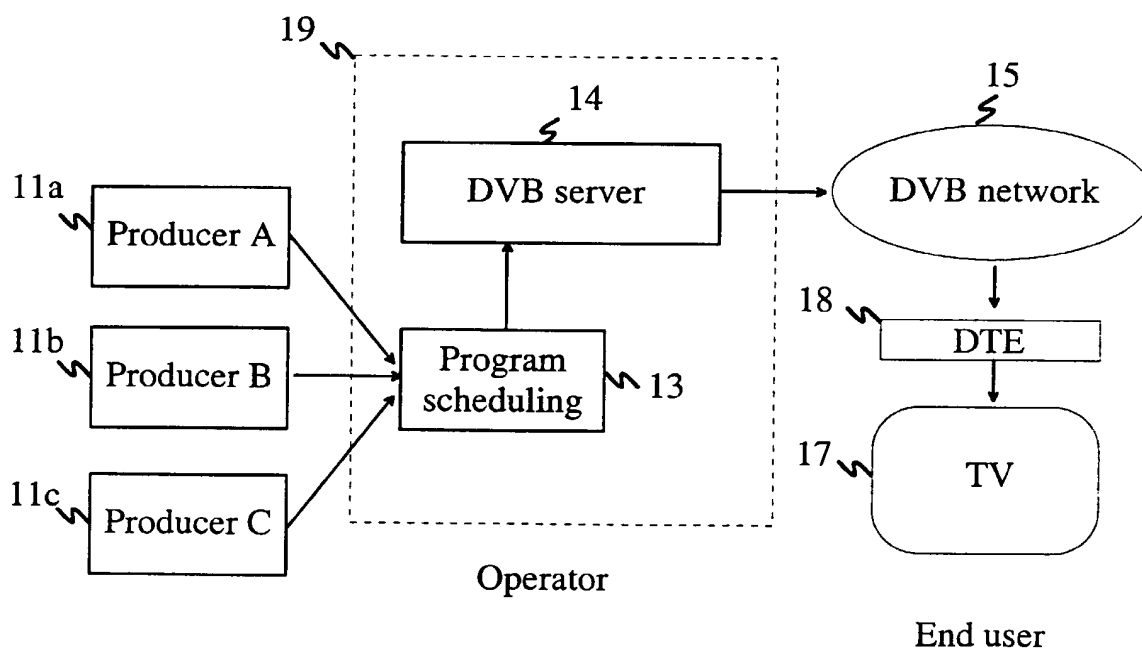 19
14
15
DVB server
DVB network
11a
Producer A
18
DTE
11b
Producer B
Program
scheduling
13
17
TV
11c
Producer C
Operator
End user